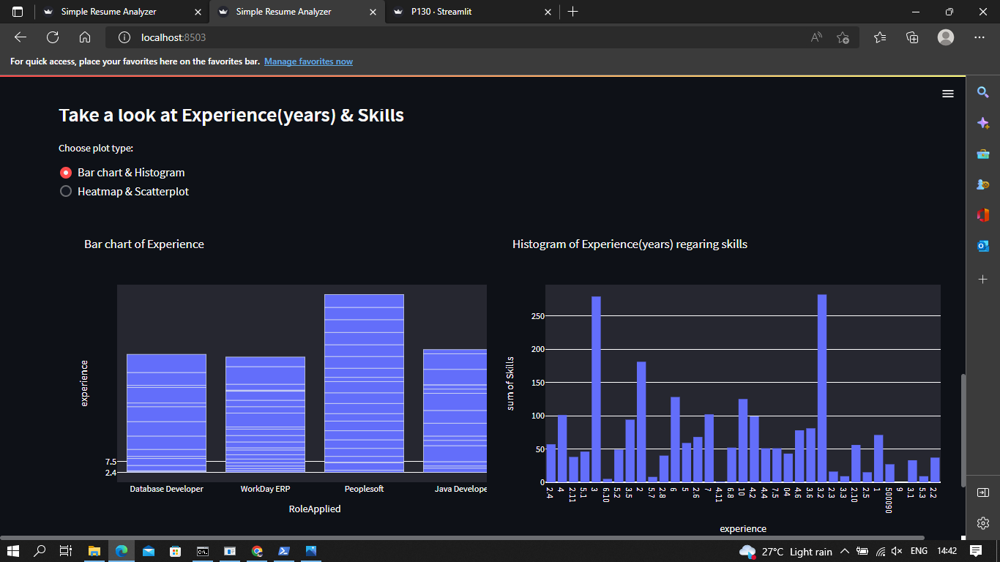 Simple Resume Analyzer
Simple Resume Analyzer
P130 · Streamlit
localhost:8503
For quick access, place your favorites here on the favorites bar. Manage favorites now
Take a look at Experience(years) & Skills
Choose plot type:
Bar chart & Histogram
Heatmap & Scatterplot
Bar chart of Experience
experience
7.5
2.4
Database Developer WorkDay ERP Peoplesoft Java Develope
RoleApplied
Histogram of Experience(years) regaring skills
sum of Skills
250
200
150
100
50
0
2.4 4 2.11 5.1 3 6.10 5.2 3.5 2 5.7 2.8 6 5 2.6 7 4.11 6.8 10 4.2 4.4 7.5 04 4.6 3.6 3.2 2.3 3.3 2.10 2.5 1 500090 9 3.1 5.3 2.2
experience
27°C Light rain ENG 14:42